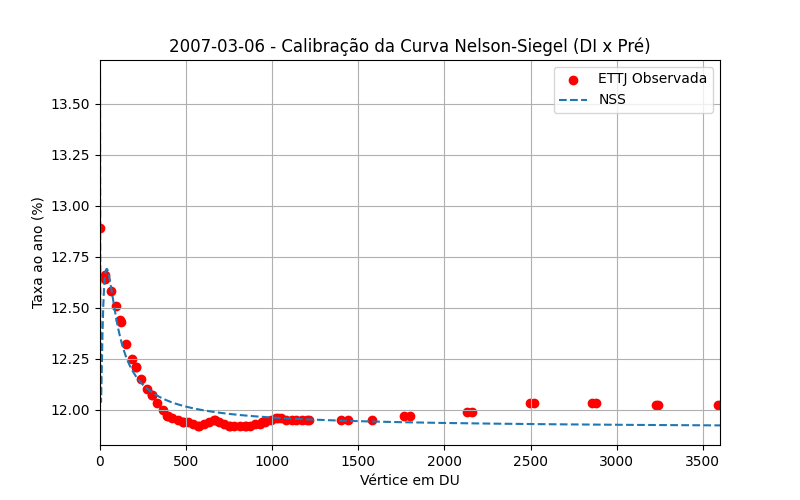 2007-03-06 - Calibração da Curva Nelson-Siegel (DI x Pré)
ETTJ Observada
NSS
13.50
13.25
13.00
12.75
12.50
12.25
12.00
Taxa ao ano (%)
0 500 1000 1500 2000 2500 3000 3500
Vértice em DU